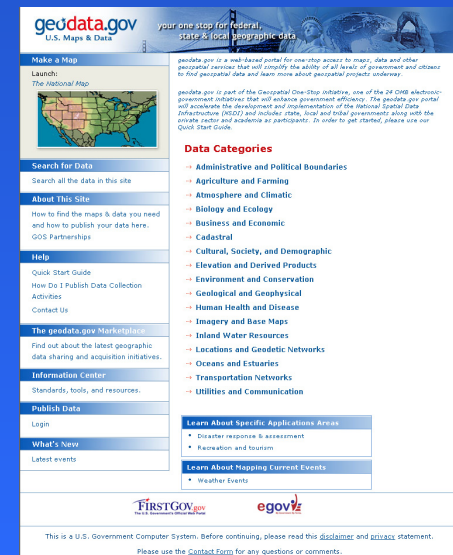 geodata.gov
U.S. Maps & Data
your one stop for federal,
state & local geographic data
Make a Map
Launch:
The National Map
Search for Data
Search all the data in this site
About This Site
How to find the maps & data you need
and how to publish your data here.
GOS Partnerships
Help
Quick Start Guide
How Do I Publish Data Collection
Activities
Contact Us
The geodata.gov Marketplace
Find out about the latest geographic
data sharing and acquisition initiatives.
Information Center
Standards, tools, and resources.
Publish Data
Login
What's New
Latest events
geodata.gov is a web-based portal for one-stop access to maps, data and other
geospatial services that will simplify the ability of all levels of government and citizens
to find geospatial data and learn more about geospatial projects underway.
geodata.gov is part of the Geospatial One-Stop Initiative, one of the 24 OMB electronic-
government initiatives that will enhance government efficiency. The geodata.gov portal
will accelerate the development and implementation of the National Spatial Data
Infrastructure (NSDI) and includes state, local and tribal governments along with the
private sector and academia as participants. In order to get started, please use our
Quick Start Guide.
Data Categories
Administrative and Political Boundaries
Agriculture and Farming
Atmosphere and Climatic
Biology and Ecology
Business and Economic
Cadastral
Cultural, Society, and Demographic
Elevation and Derived Products
Environment and Conservation
Geological and Geophysical
Human Health and Disease
Imagery and Base Maps
Inland Water Resources
Locations and Geodetic Networks
Oceans and Estuaries
Transportation Networks
Utilities and Communication
Learn About Specific Applications Areas
Disaster response & assessment
Recreation and tourism
Learn About Mapping Current Events
Weather Events
FIRSTGOV.gov
The U.S. Government's Official Web Portal
egov
This is a U.S. Government Computer System. Before continuing, please read this disclaimer and privacy statement.
Please use the Contact Form for any questions or comments.